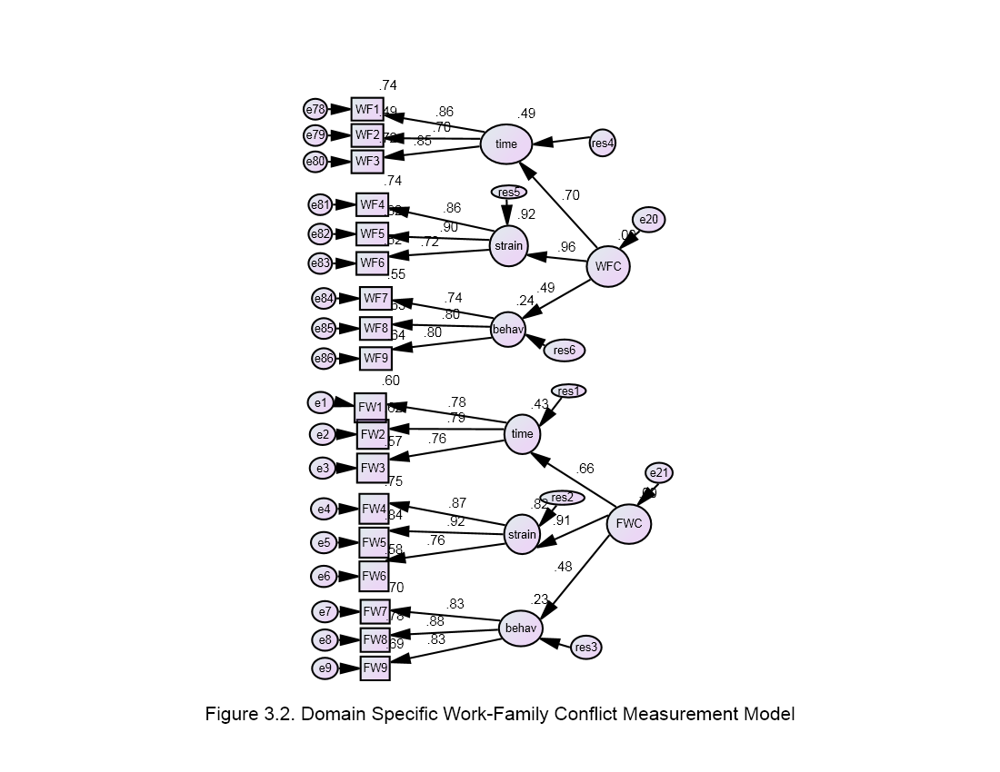 .74
e78 WF1 .86 .49
.49
e79 WF2 .70 time res4
.72 .85
e80 WF3
.74 res5 .70
e81 WF4 .86 .92 e20
.90
e82 WF5 .72 strain .96 .00
.52
e83 WF6 WFC
.55 .49
e84 WF7 .74 .24
.80
e85 WF8 behav
.64 .80 res6
e86 WF9
.60 res1
e1 FW1 .78 .43
.62 .79
e2 FW2 time
.57 .76
e3 FW3 .66 e21
.75 res2
e4 FW4 .87 .82 .00
.84 .92 .91 FWC
e5 FW5 strain
.58 .76
e6 FW6 .48
.70 .23
e7 FW7 .83
.78 .88 behav
e8 FW8
.69 .83 res3
e9 FW9
Figure 3.2. Domain Specific Work-Family Conflict Measurement Model